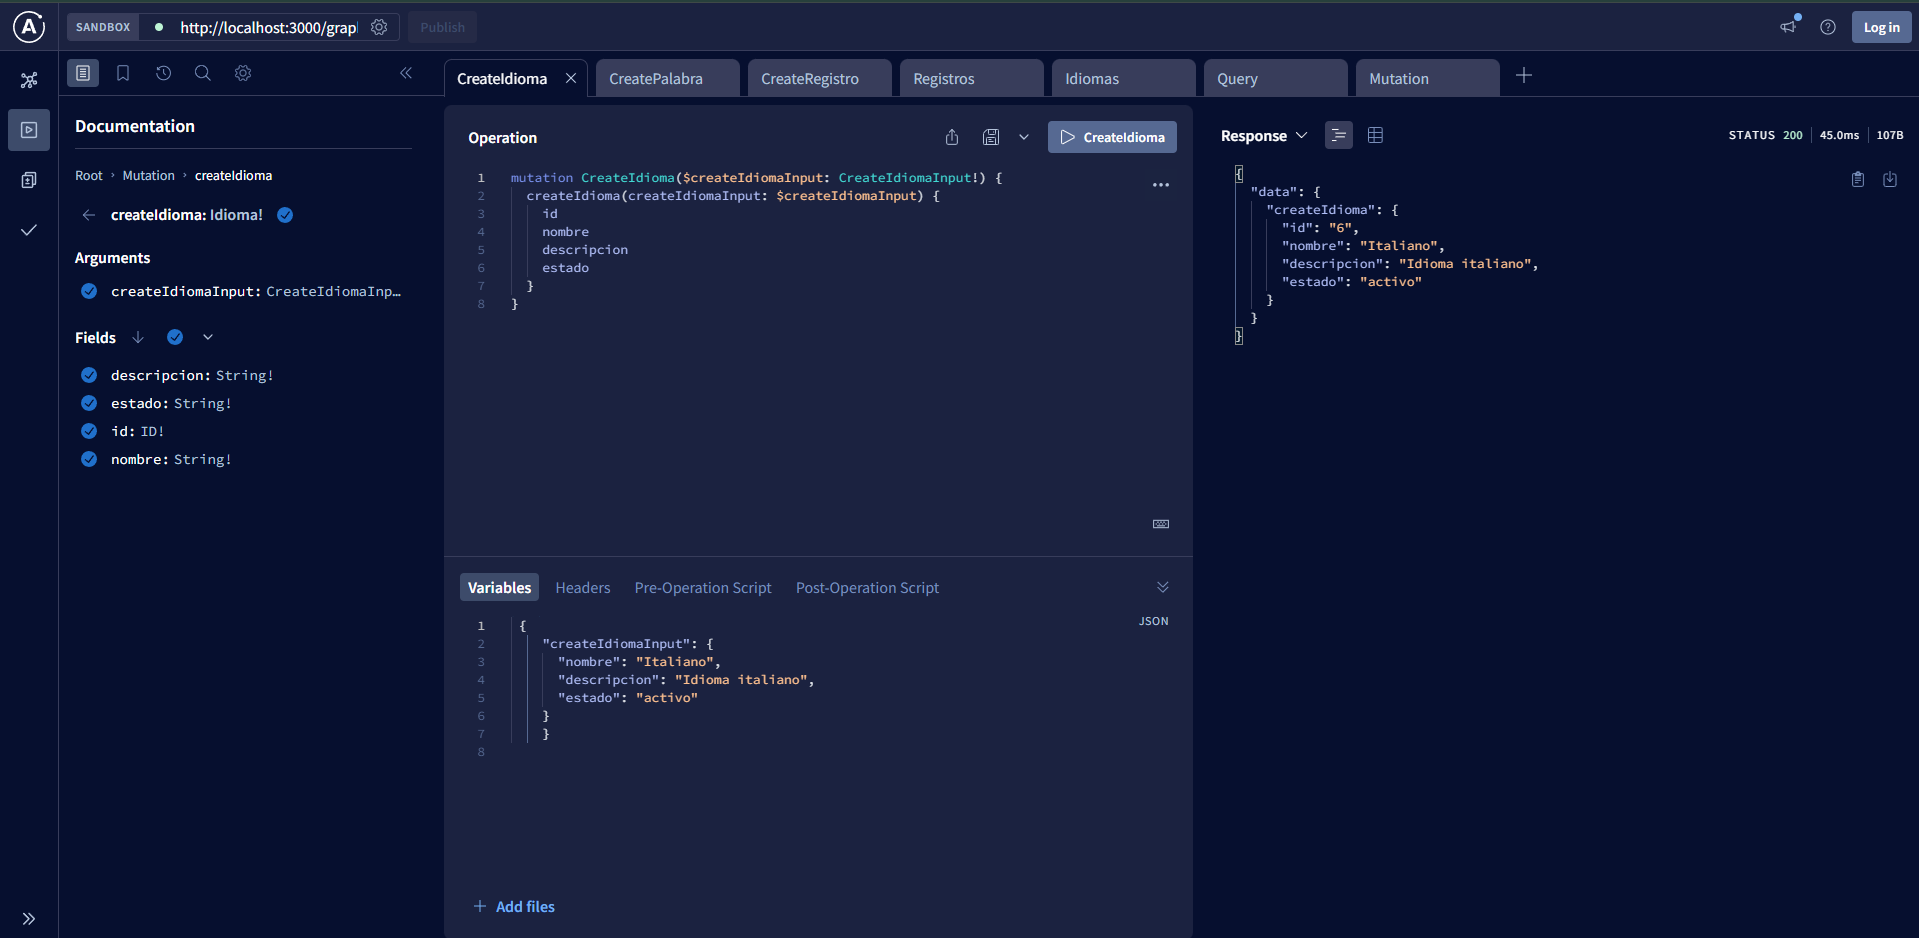 SANDBOX
http://localhost:3000/grap
Publish
Log in
CreateIdioma
CreatePalabra
CreateRegistro
Registros
Idiomas
Query
Mutation
Documentation
Root › Mutation › createIdioma
createIdioma: Idioma!
Arguments
createIdiomaInput: CreateIdiomaInp…
Fields
descripcion: String!
estado: String!
id: ID!
nombre: String!
Operation
CreateIdioma
1 mutation CreateIdioma($createIdiomaInput: CreateIdiomaInput!) {
2 createIdioma(createIdiomaInput: $createIdiomaInput) {
3 id
4 nombre
5 descripcion
6 estado
7 }
8 }
Variables
Headers
Pre-Operation Script
Post-Operation Script
JSON
1 {
2 "createIdiomaInput": {
3 "nombre": "Italiano",
4 "descripcion": "Idioma italiano",
5 "estado": "activo"
6 }
7 }
8
+ Add files
Response
STATUS 200
45.0ms
107B
{
"data": {
"createIdioma": {
"id": "6",
"nombre": "Italiano",
"descripcion": "Idioma italiano",
"estado": "activo"
}
}
}